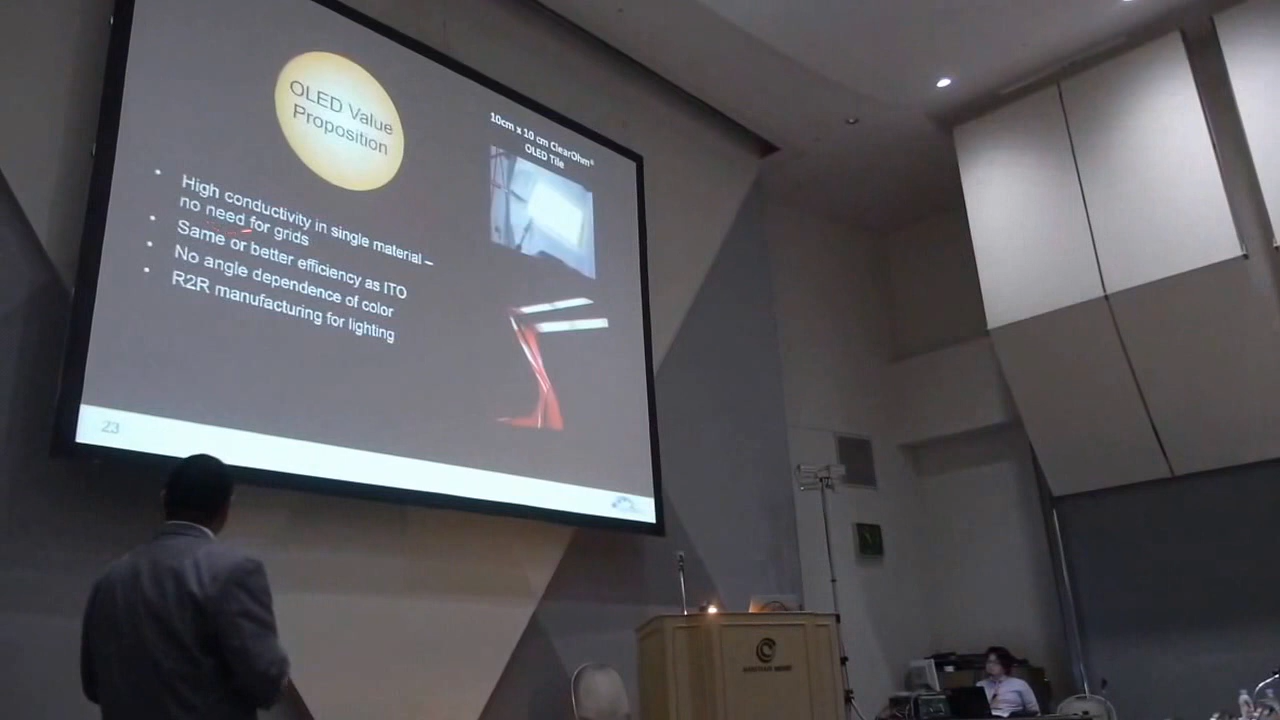 OLED Value
Proposition
10cm x 10 cm ClearOhm®
OLED Tile
• High conductivity in single material –
no need for grids
• Same or better efficiency as ITO
• No angle dependence of color
• R2R manufacturing for lighting
23